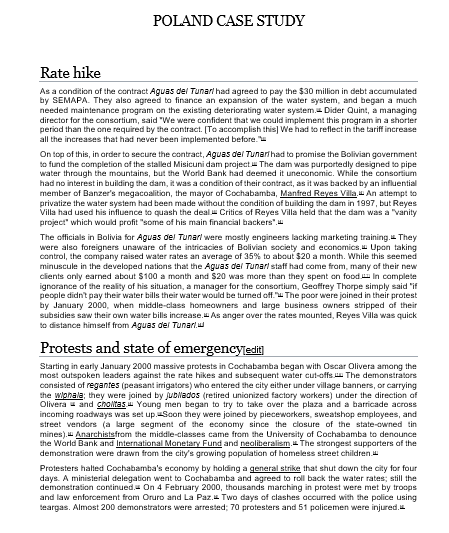 POLAND CASE STUDY
Rate hike
As a condition of the contract Aguas del Tunari had agreed to pay the $30 million in debt accumulated
by SEMAPA. They also agreed to finance an expansion of the water system, and began a much
needed maintenance program on the existing deteriorating water system. Dider Quint, a managing
director for the consortium, said "We were confident that we could implement this program in a shorter
period than the one required by the contract. [To accomplish this] We had to reflect in the tariff increase
all the increases that had never been implemented before."
On top of this, in order to secure the contract, Aguas del Tunari had to promise the Bolivian government
to fund the completion of the stalled Misicuni dam project. The dam was purportedly designed to pipe
water through the mountains, but the World Bank had deemed it uneconomic. While the consortium
had no interest in building the dam, it was a condition of their contract, as it was backed by an influential
member of Banzer's megacoalition, the mayor of Cochabamba, Manfred Reyes Villa. An attempt to
privatize the water system had been made without the condition of building the dam in 1997, but Reyes
Villa had used his influence to quash the deal. Critics of Reyes Villa held that the dam was a "vanity
project" which would profit "some of his main financial backers".
The officials in Bolivia for Aguas del Tunari were mostly engineers lacking marketing training. They
were also foreigners unaware of the intricacies of Bolivian society and economics. Upon taking
control, the company raised water rates an average of 35% to about $20 a month. While this seemed
minuscule in the developed nations that the Aguas del Tunari staff had come from, many of their new
clients only earned about $100 a month and $20 was more than they spent on food. In complete
ignorance of the reality of his situation, a manager for the consortium, Geoffrey Thorpe simply said "if
people didn't pay their water bills their water would be turned off." The poor were joined in their protest
by January 2000, when middle-class homeowners and large business owners stripped of their
subsidies saw their own water bills increase. As anger over the rates mounted, Reyes Villa was quick
to distance himself from Aguas del Tunari.
Protests and state of emergency[edit]
Starting in early January 2000 massive protests in Cochabamba began with Oscar Olivera among the
most outspoken leaders against the rate hikes and subsequent water cut-offs. The demonstrators
consisted of regantes (peasant irrigators) who entered the city either under village banners, or carrying
the wiphala; they were joined by jubilados (retired unionized factory workers) under the direction of
Olivera and cholitas. Young men began to try to take over the plaza and a barricade across
incoming roadways was set up. Soon they were joined by pieceworkers, sweatshop employees, and
street vendors (a large segment of the economy since the closure of the state-owned tin
mines). Anarchistsfrom the middle-classes came from the University of Cochabamba to denounce
the World Bank and International Monetary Fund and neoliberalism. The strongest supporters of the
demonstration were drawn from the city's growing population of homeless street children.
Protesters halted Cochabamba's economy by holding a general strike that shut down the city for four
days. A ministerial delegation went to Cochabamba and agreed to roll back the water rates; still the
demonstration continued. On 4 February 2000, thousands marching in protest were met by troops
and law enforcement from Oruro and La Paz. Two days of clashes occurred with the police using
teargas. Almost 200 demonstrators were arrested; 70 protesters and 51 policemen were injured.